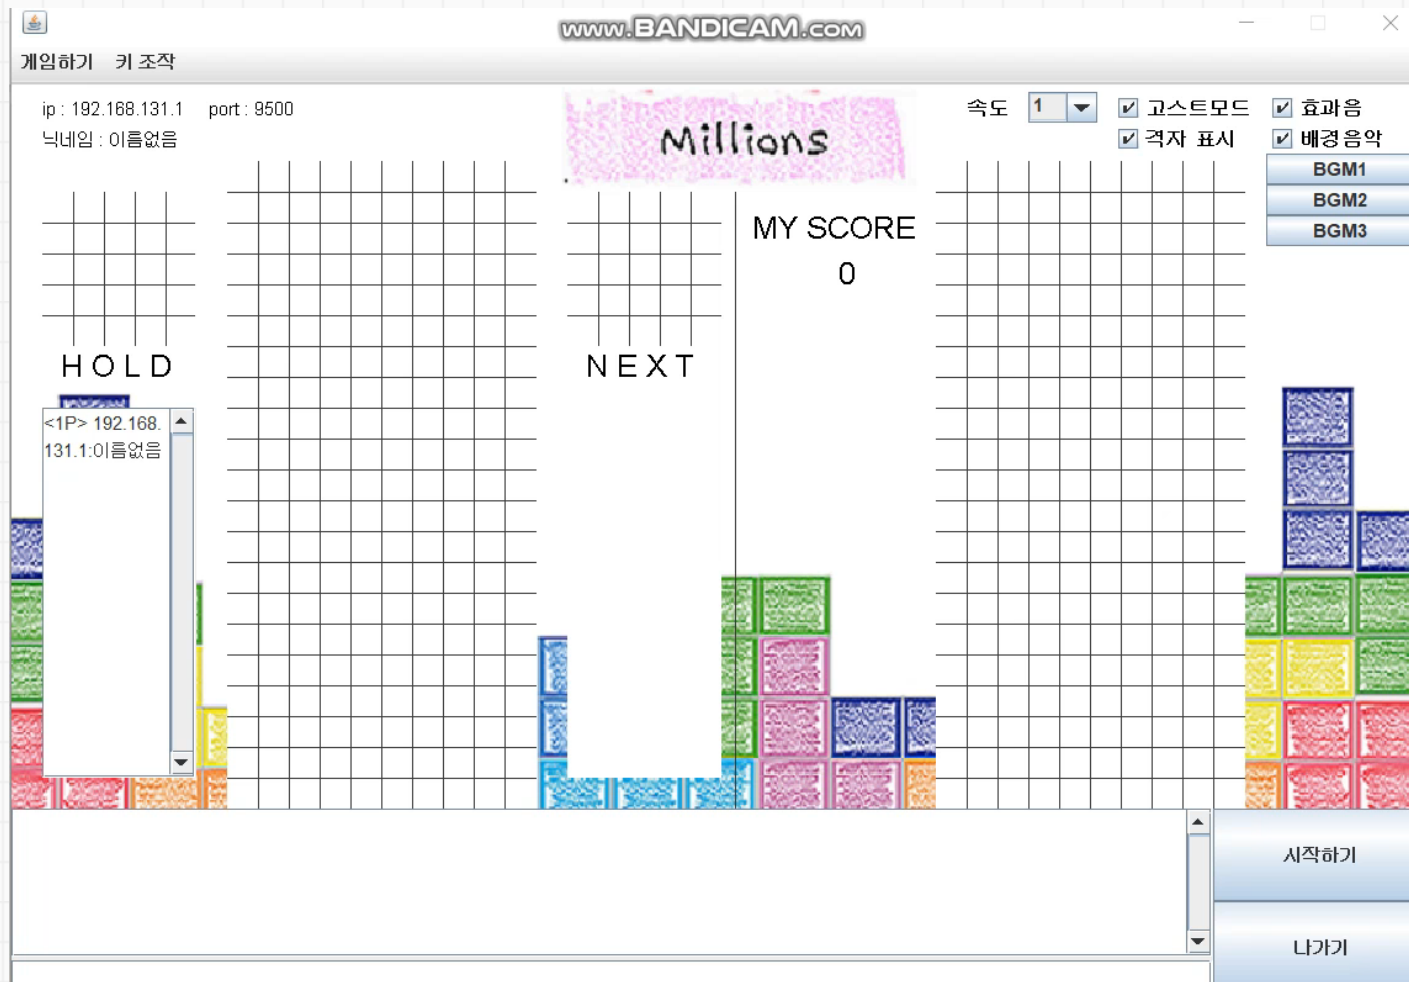 www.BANDICAM.com
게임하기 키 조작
ip : 192.168.131.1 port : 9500
닉네임 : 이름없음
Millions
속도 1 고스트모드 효과음
격자 표시 배경음악
BGM1
BGM2
BGM3
MY SCORE
0
HOLD
NEXT
<1P> 192.168.
131.1:이름없음
시작하기
나가기